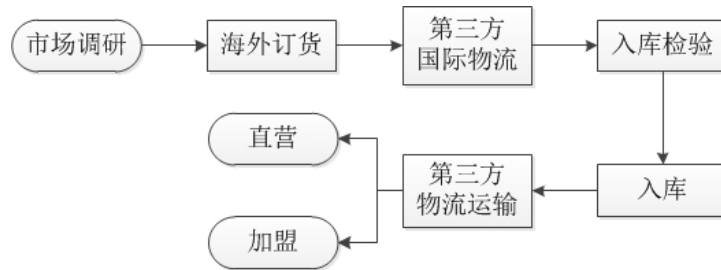 市场调研
海外订货
第三方
国际物流
入库检验
入库
第三方
物流运输
直营
加盟